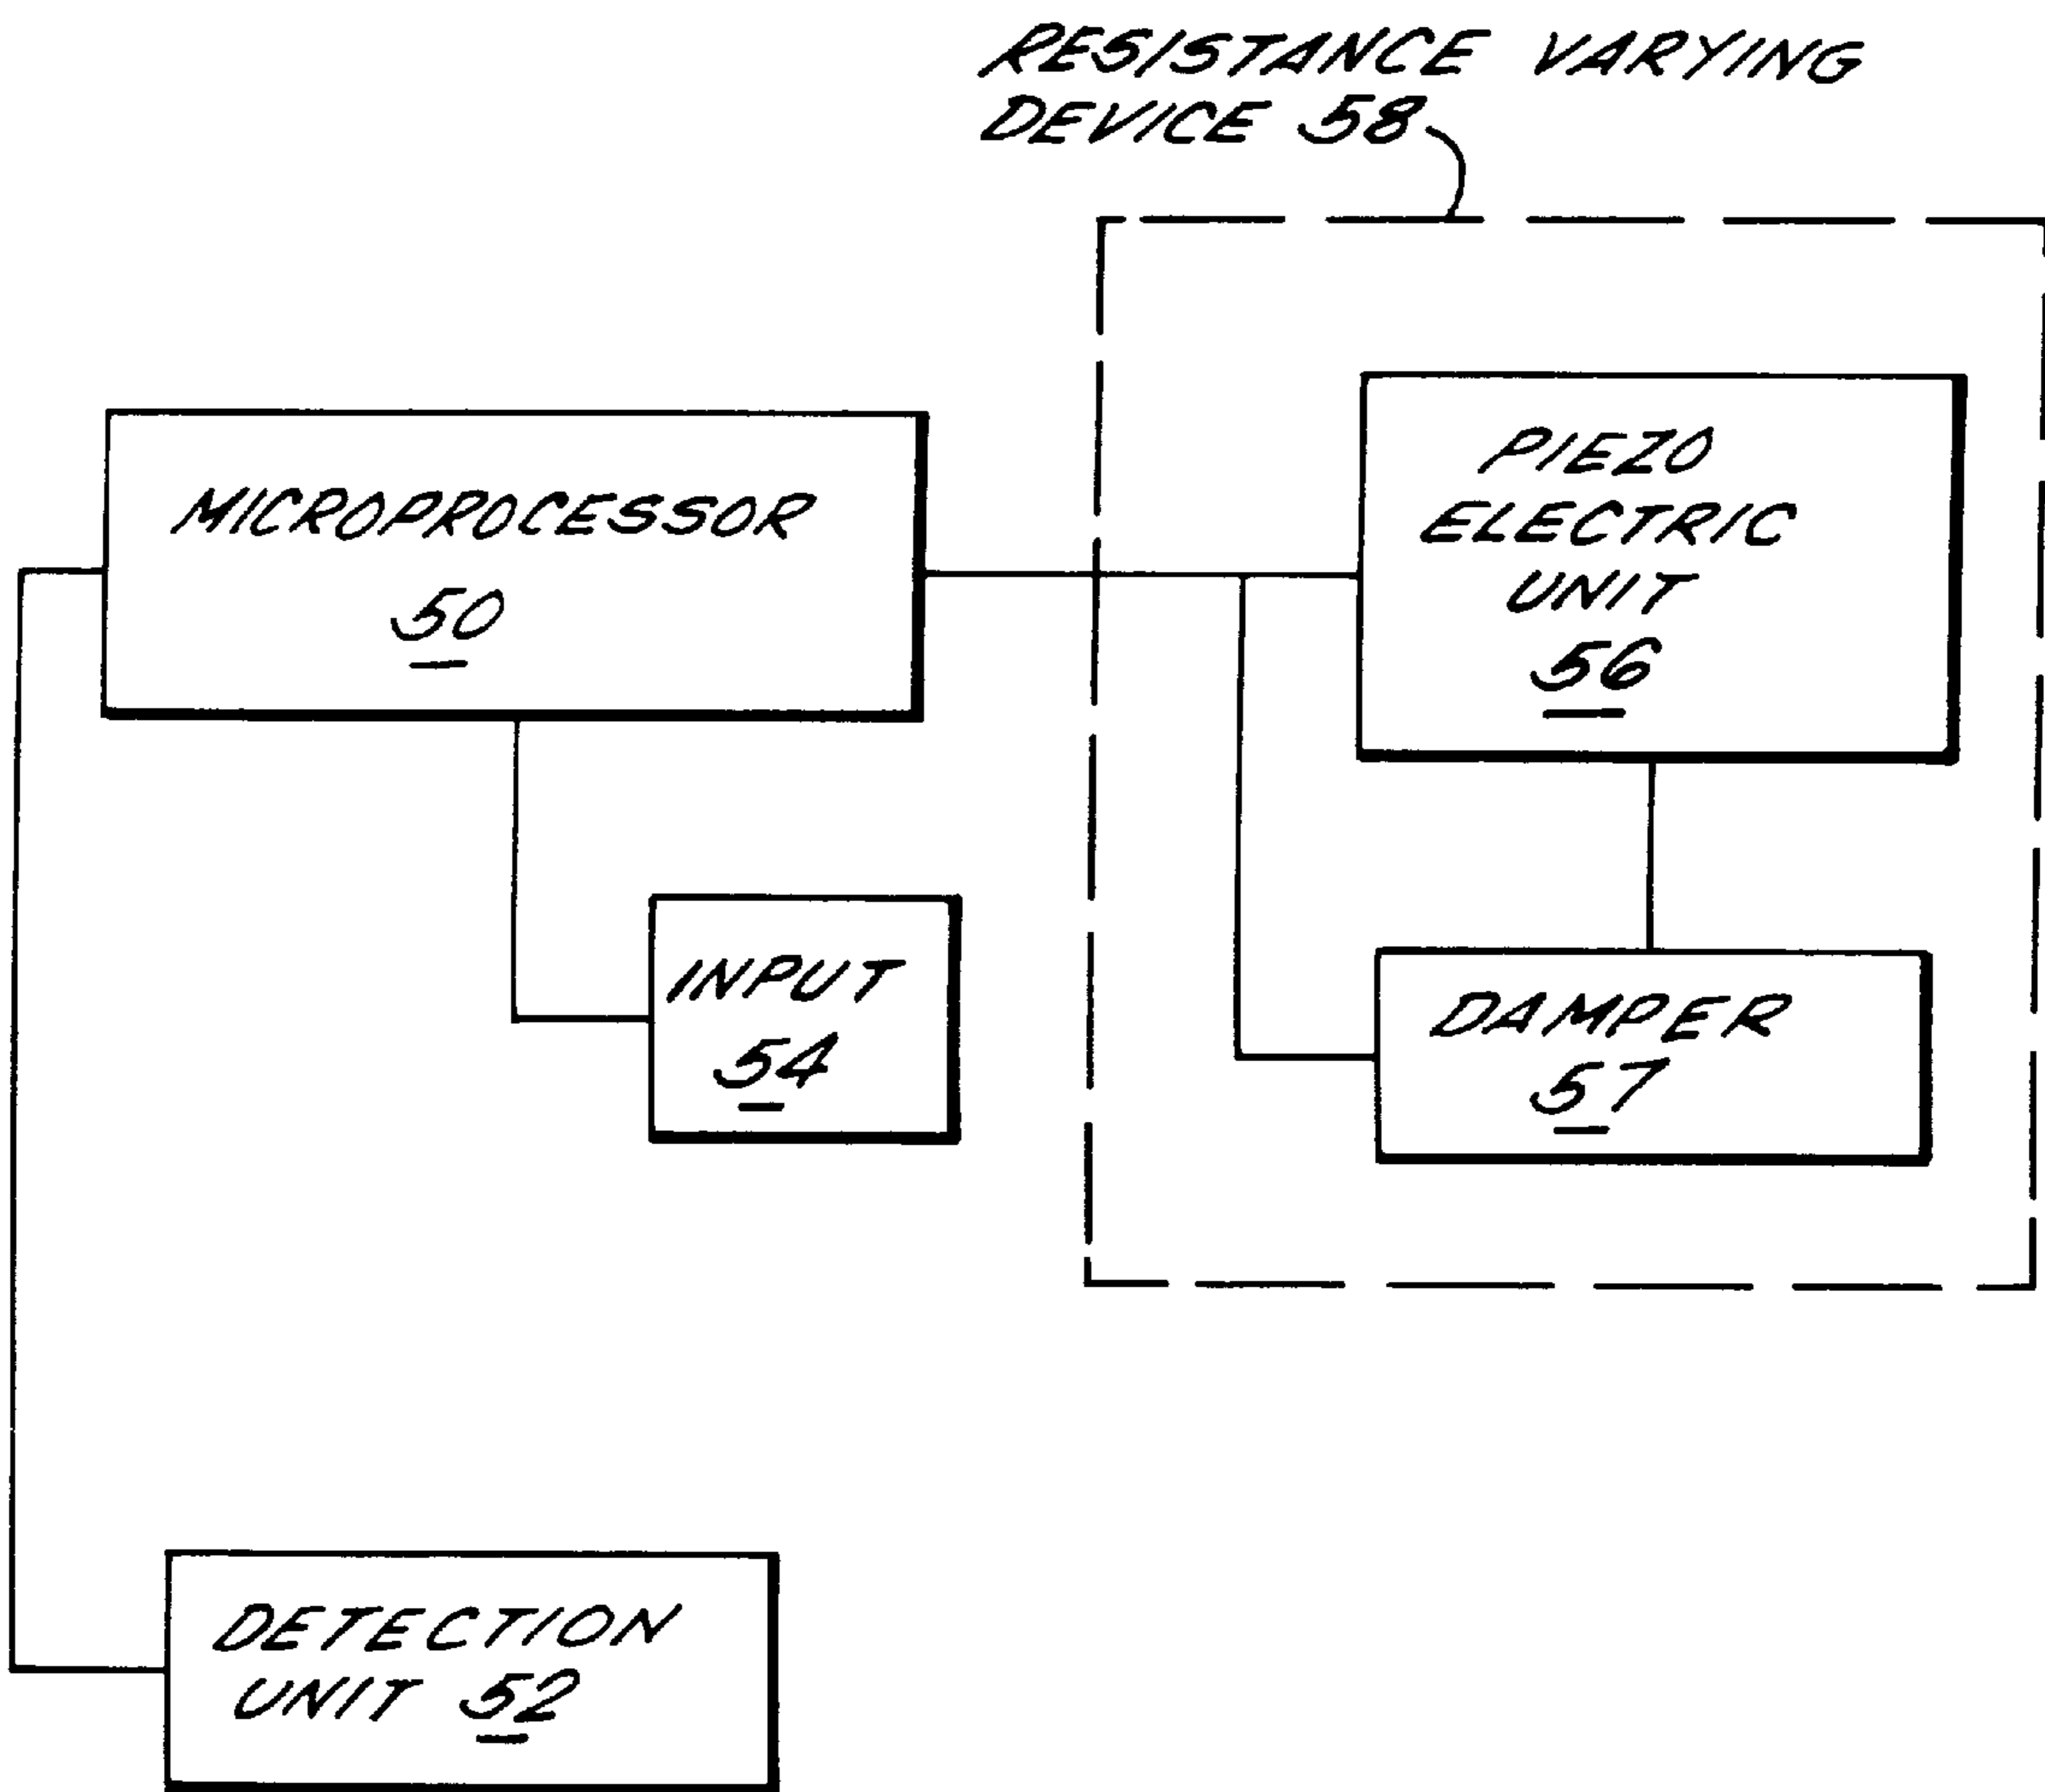 RESISTANCE VARYING
DEVICE 58
MICROPROCESSOR
50
PIEZO
ELECTRIC
UNIT
56
INPUT
54
DAMPER
57
DETECTION
UNIT 52